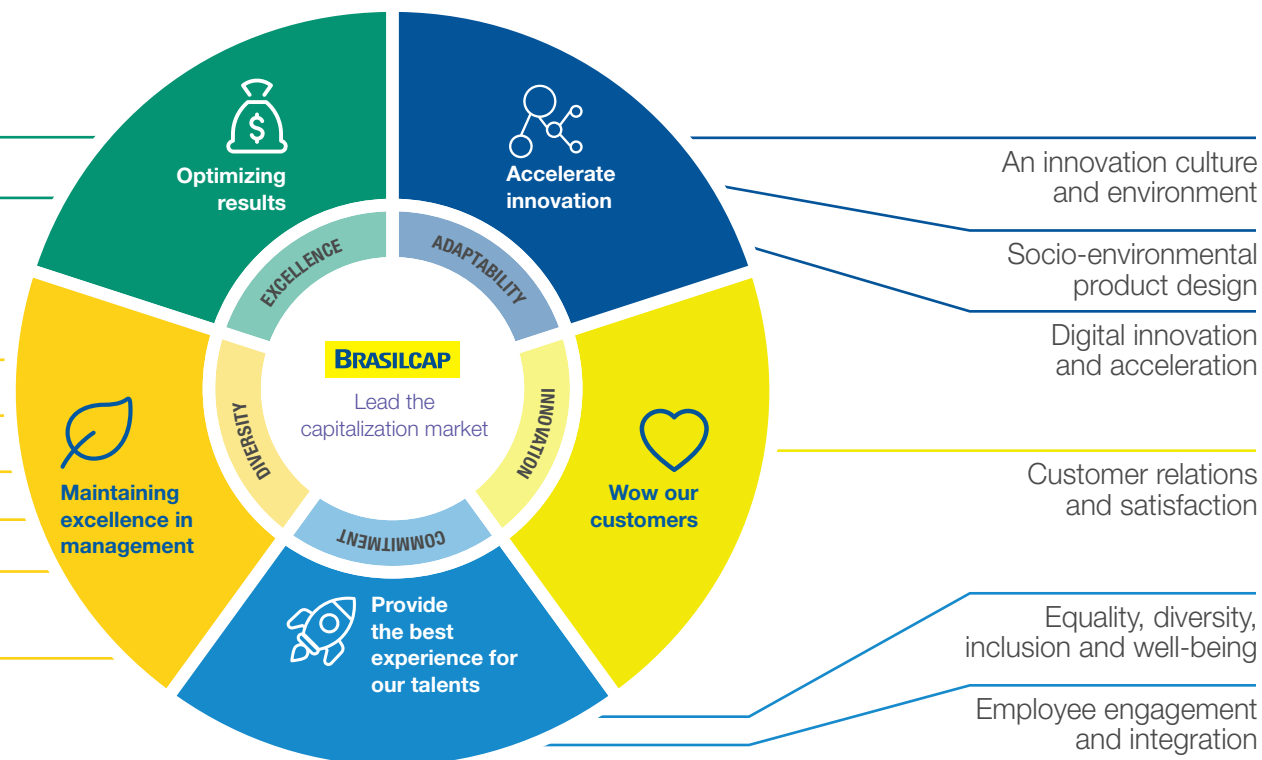 $
Optimizing
results
Accelerate
innovation
EXCELLENCE
ADAPTABILITY
An innovation culture
and environment
Socio-environmental
product design
Digital innovation
and acceleration
BRASILCAP
Lead the
capitalization market
DIVERSITY
INNOVATION
COMMITMENT
Maintaining
excellence in
management
Wow our
customers
Customer relations
and satisfaction
Provide
the best
experience for
our talents
Equality, diversity,
inclusion and well-being
Employee engagement
and integration